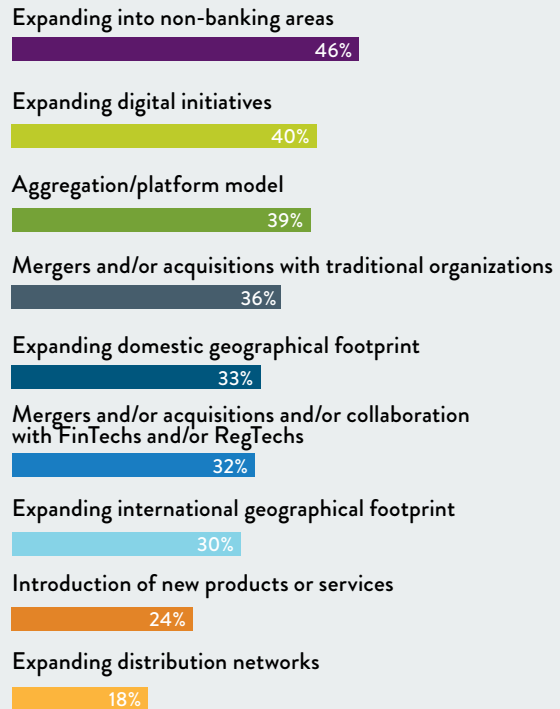 Expanding into non-banking areas
46%
Expanding digital initiatives
40%
Aggregation/platform model
39%
Mergers and/or acquisitions with traditional organizations
36%
Expanding domestic geographical footprint
33%
Mergers and/or acquisitions and/or collaboration
with FinTechs and/or RegTechs
32%
Expanding international geographical footprint
30%
Introduction of new products or services
24%
Expanding distribution networks
18%